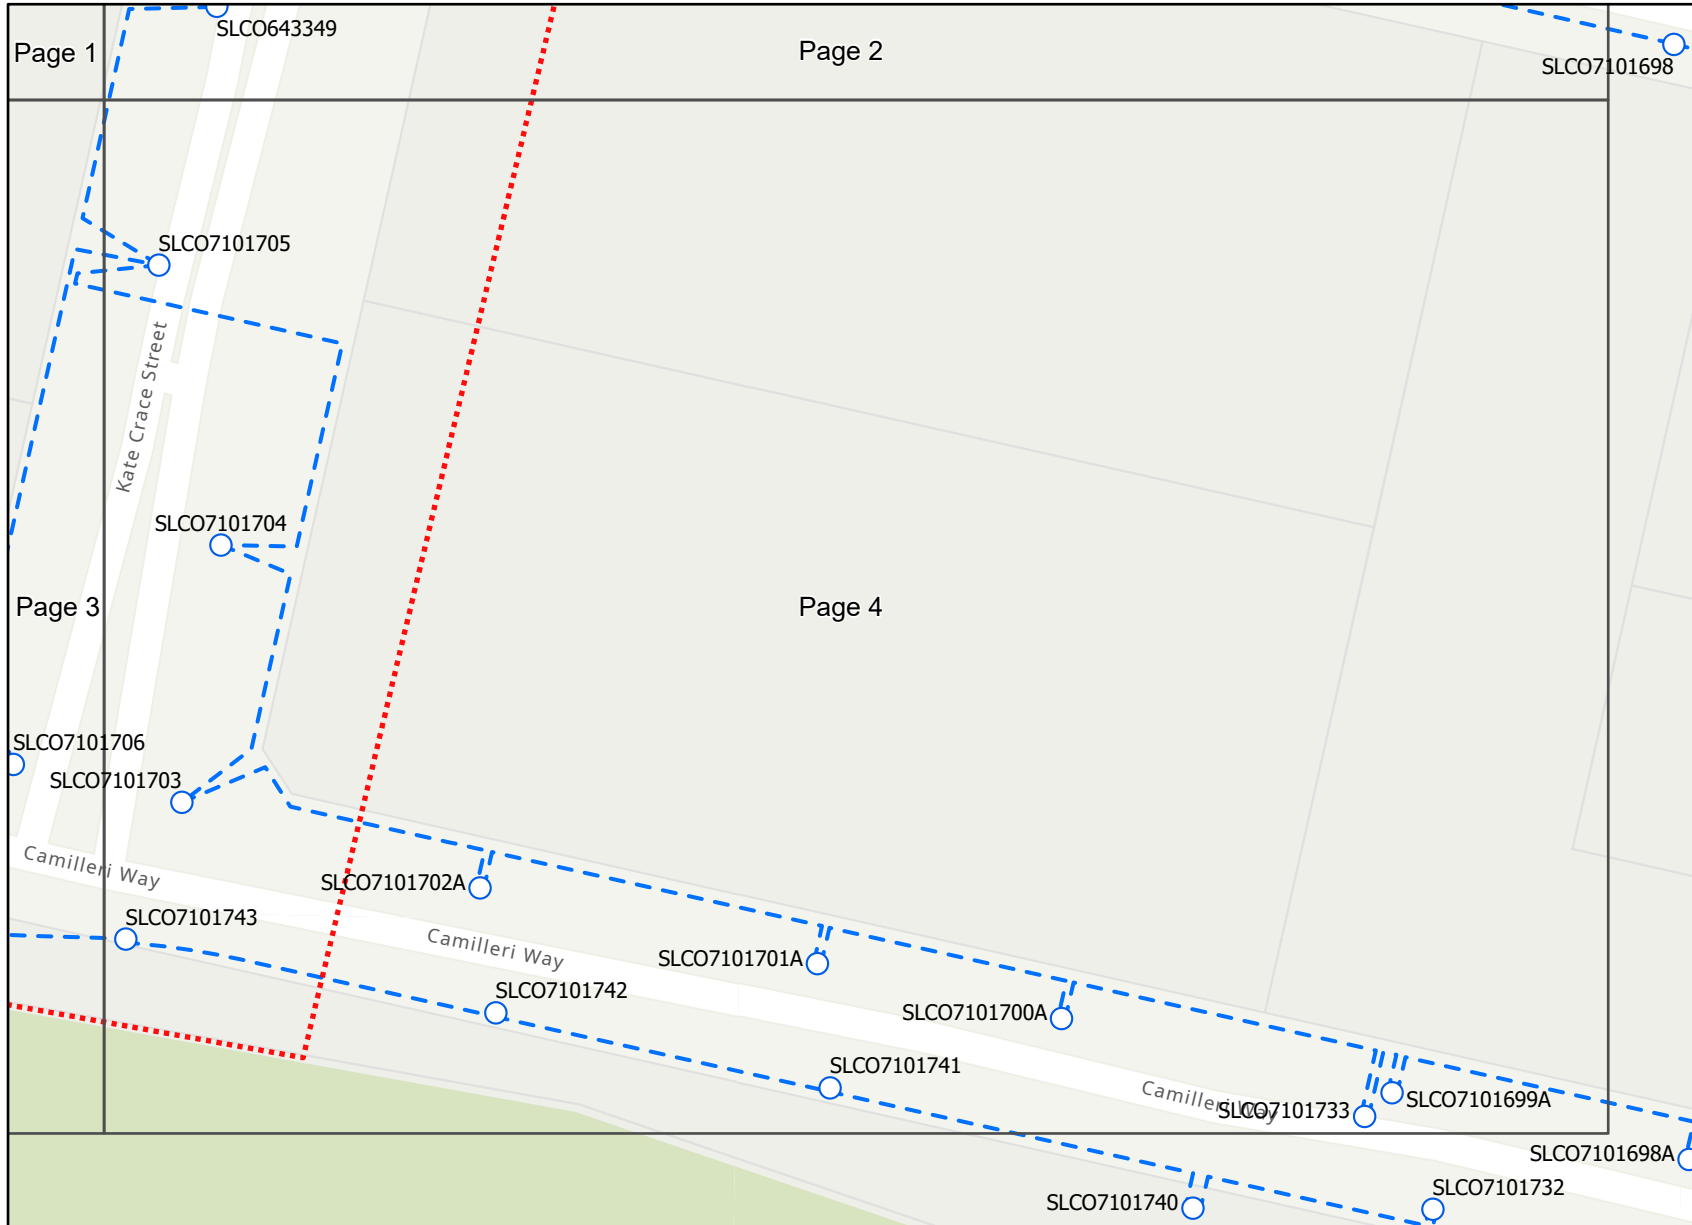 SLCO643349
Page 1
Page 2
SLCO7101698
SLCO7101705
Kate Crace Street
SLCO7101704
Page 3
Page 4
SLCO7101706
SLCO7101703
Camilleri Way
SLCO7101702A
SLCO7101743
Camilleri Way
SLCO7101701A
SLCO7101742
SLCO7101700A
SLCO7101741
Camilleri Way
SLCO7101733
SLCO7101699A
SLCO7101698A
SLCO7101740
SLCO7101732